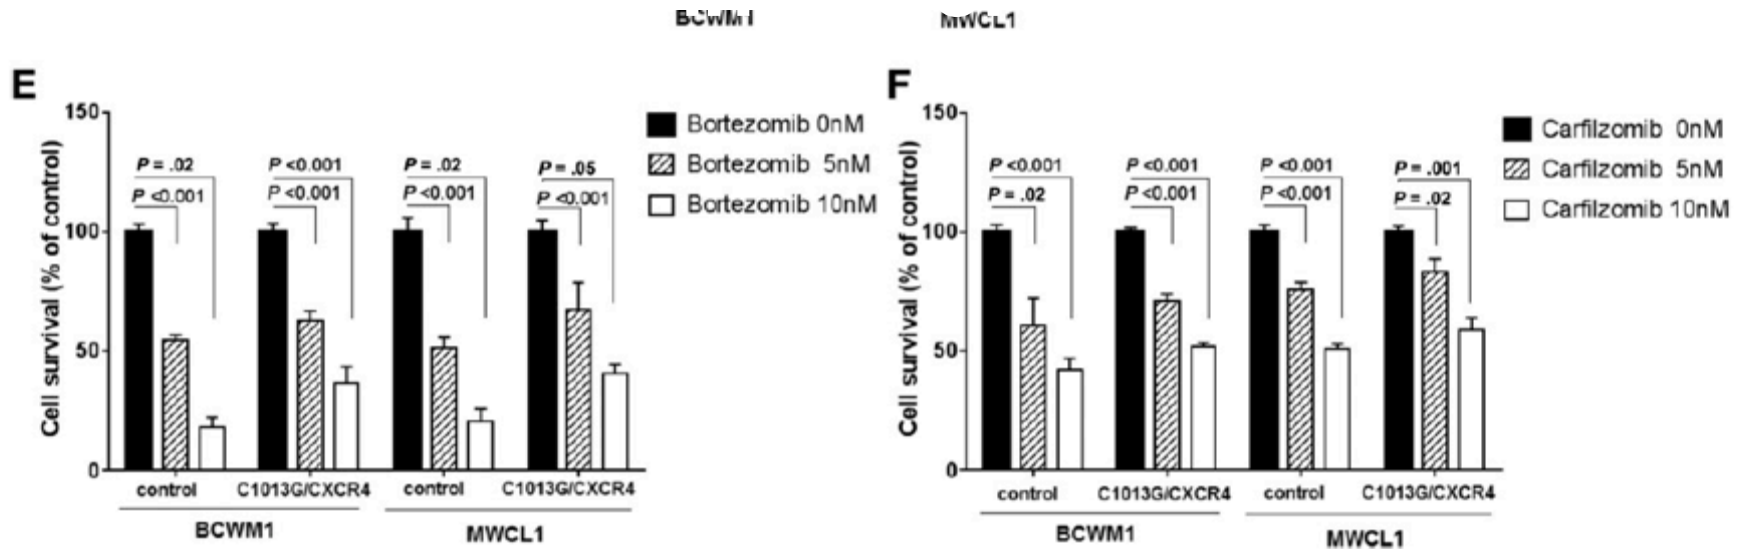 BCWM1 MWCL1
E
150
100
50
0
Cell survival (% of control)
Bortezomib 0nM
Bortezomib 5nM
Bortezomib 10nM
P = .02
P <0.001
P <0.001
P <0.001
P = .02
P <0.001
P = .05
P <0.001
control C1013G/CXCR4 control C1013G/CXCR4
BCWM1 MWCL1
F
150
100
50
0
Cell survival (% of control)
Carfilzomib 0nM
Carfilzomib 5nM
Carfilzomib 10nM
P <0.001
P = .02
P <0.001
P <0.001
P <0.001
P <0.001
P = .001
P = .02
control C1013G/CXCR4 control C1013G/CXCR4
BCWM1 MWCL1